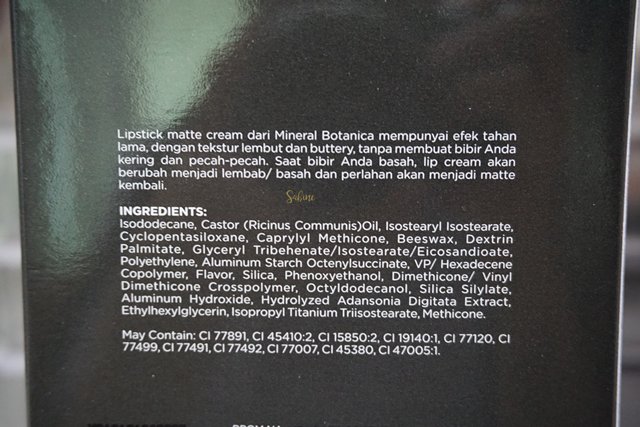 Lipstick matte cream dari Mineral Botanica mempunyai efek tahan
lama, dengan tekstur lembut dan buttery, tanpa membuat bibir Anda
kering dan pecah-pecah. Saat bibir Anda basah, lip cream akan
berubah menjadi lembab/ basah dan perlahan akan menjadi matte
kembali.
Sabine
INGREDIENTS:
Isododecane, Castor (Ricinus Communis)Oil, Isostearyl Isostearate,
Cyclopentasiloxane, Caprylyl Methicone, Beeswax, Dextrin
Palmitate, Glyceryl Tribehenate/Isostearate/Eicosandioate,
Polyethylene, Aluminum Starch Octenylsuccinate, VP/ Hexadecene
Copolymer, Flavor, Silica, Phenoxyethanol, Dimethicone/ Vinyl
Dimethicone Crosspolymer, Octyldodecanol, Silica Silylate,
Aluminum Hydroxide, Hydrolyzed Adansonia Digitata Extract,
Ethylhexylglycerin, Isopropyl Titanium Triisostearate, Methicone.
May Contain: CI 77891, CI 45410:2, CI 15850:2, CI 19140:1, CI 77120, CI
77499, CI 77491, CI 77492, CI 77007, CI 45380, CI 47005:1.